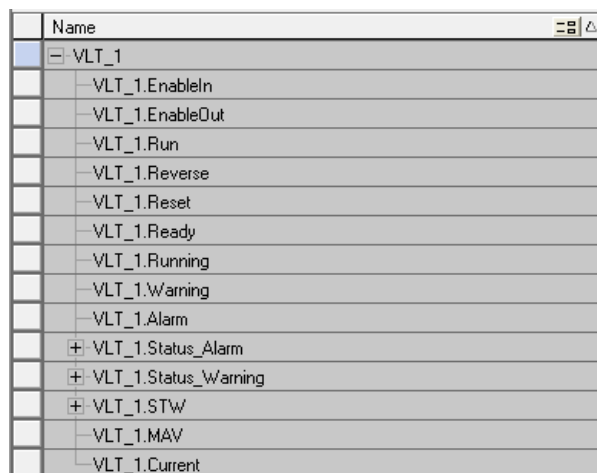 Name
VLT_1
VLT_1.EnableIn
VLT_1.EnableOut
VLT_1.Run
VLT_1.Reverse
VLT_1.Reset
VLT_1.Ready
VLT_1.Running
VLT_1.Warning
VLT_1.Alarm
VLT_1.Status_Alarm
VLT_1.Status_Warning
VLT_1.STW
VLT_1.MAV
VLT_1.Current